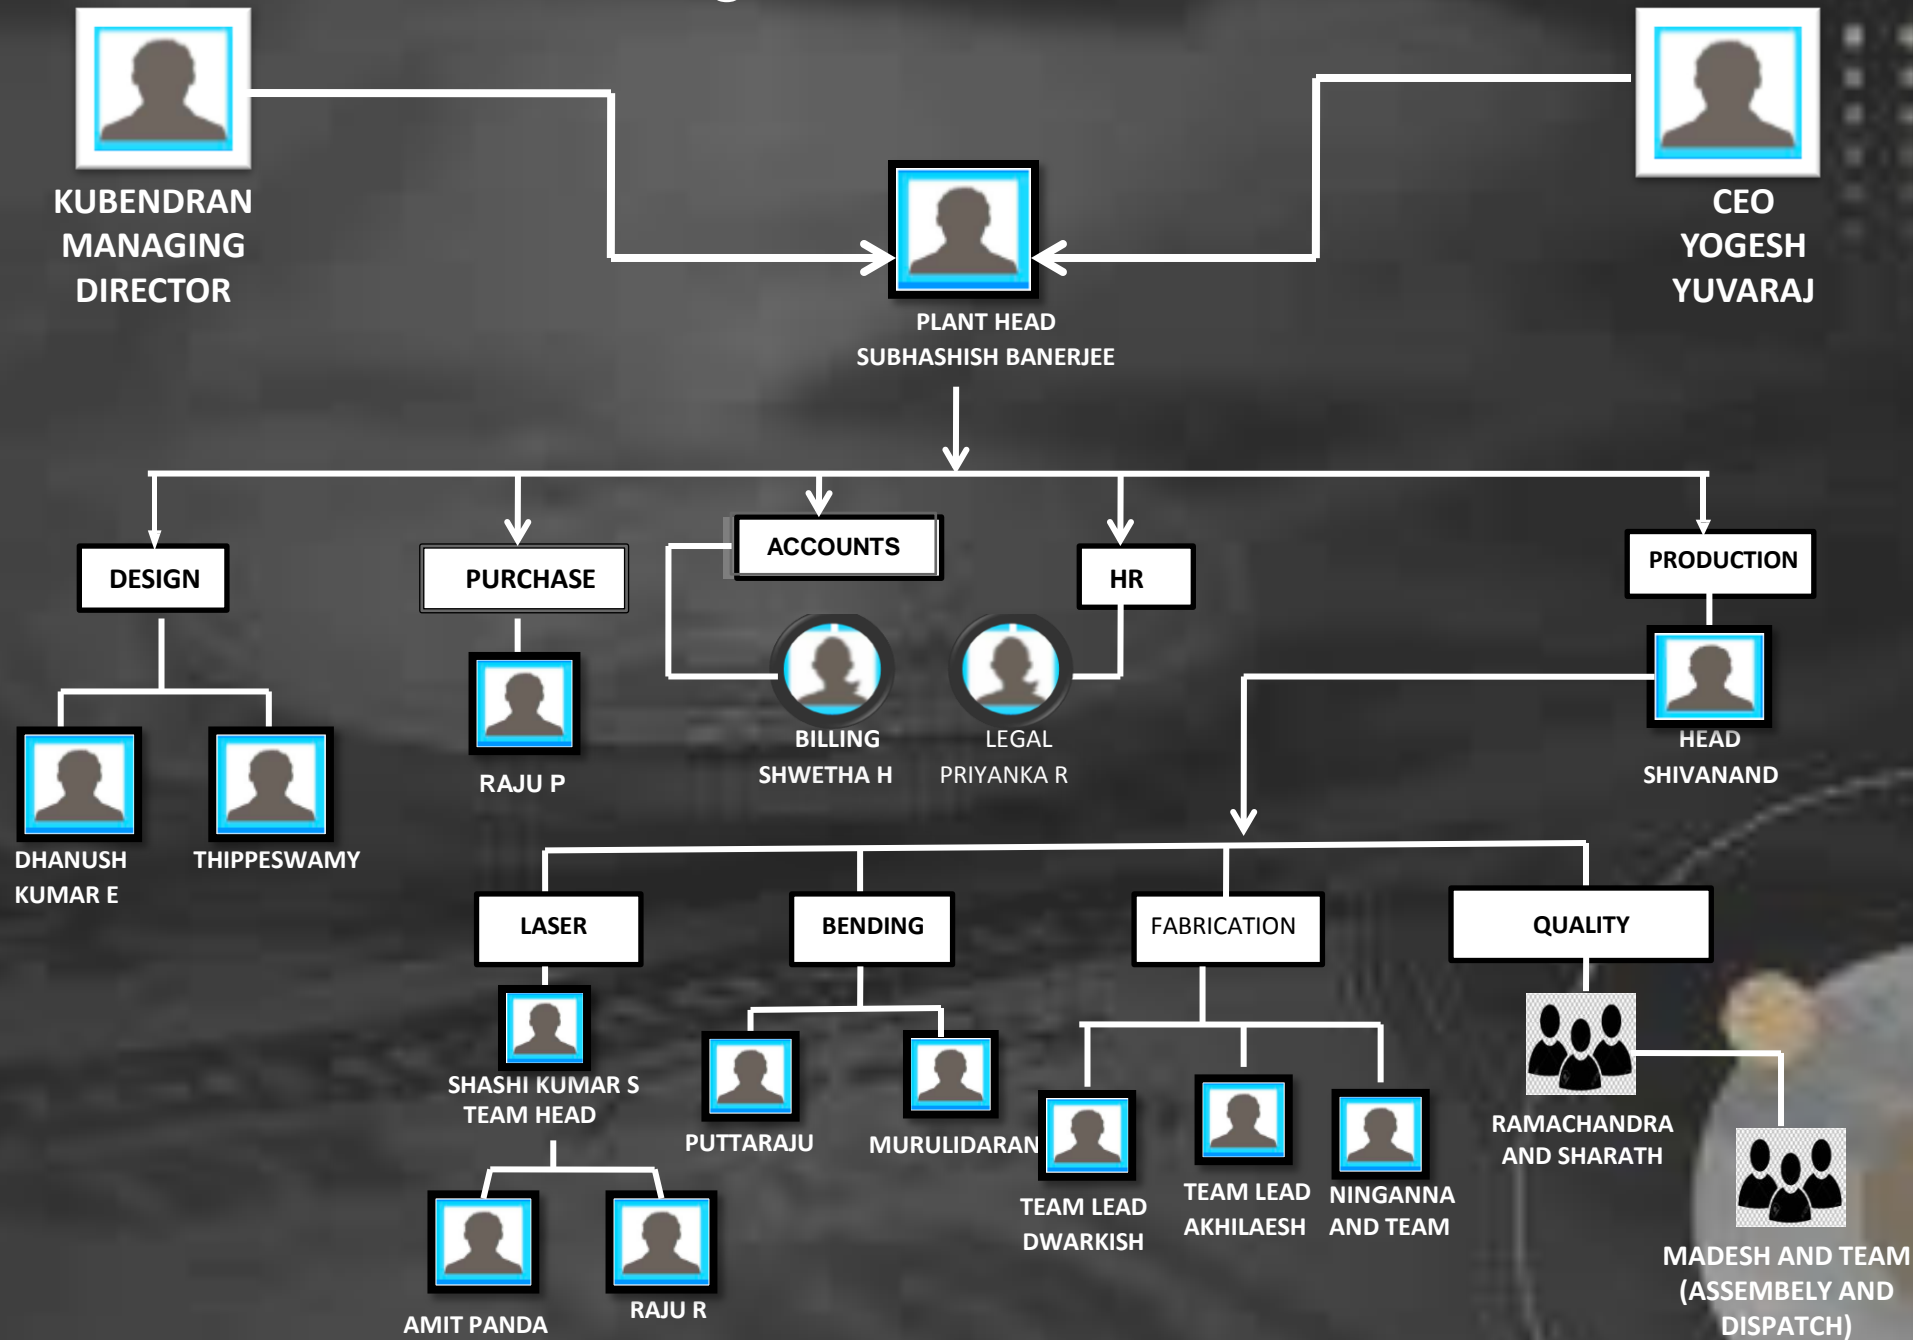 KUBENDRAN
MANAGING
DIRECTOR
CEO
YOGESH
YUVARAJ
PLANT HEAD
SUBHASHISH BANERJEE
DESIGN
PURCHASE
ACCOUNTS
HR
PRODUCTION
DHANUSH
KUMAR E
THIPPESWAMY
RAJU P
BILLING
SHWETHA H
LEGAL
PRIYANKA R
HEAD
SHIVANAND
LASER
BENDING
FABRICATION
QUALITY
SHASHI KUMAR S
TEAM HEAD
AMIT PANDA
RAJU R
PUTTARAJU
MURULIDARAN
TEAM LEAD
DWARKISH
TEAM LEAD
AKHILAESH
NINGANNA
AND TEAM
RAMACHANDRA
AND SHARATH
MADESH AND TEAM
(ASSEMBELY AND
DISPATCH)